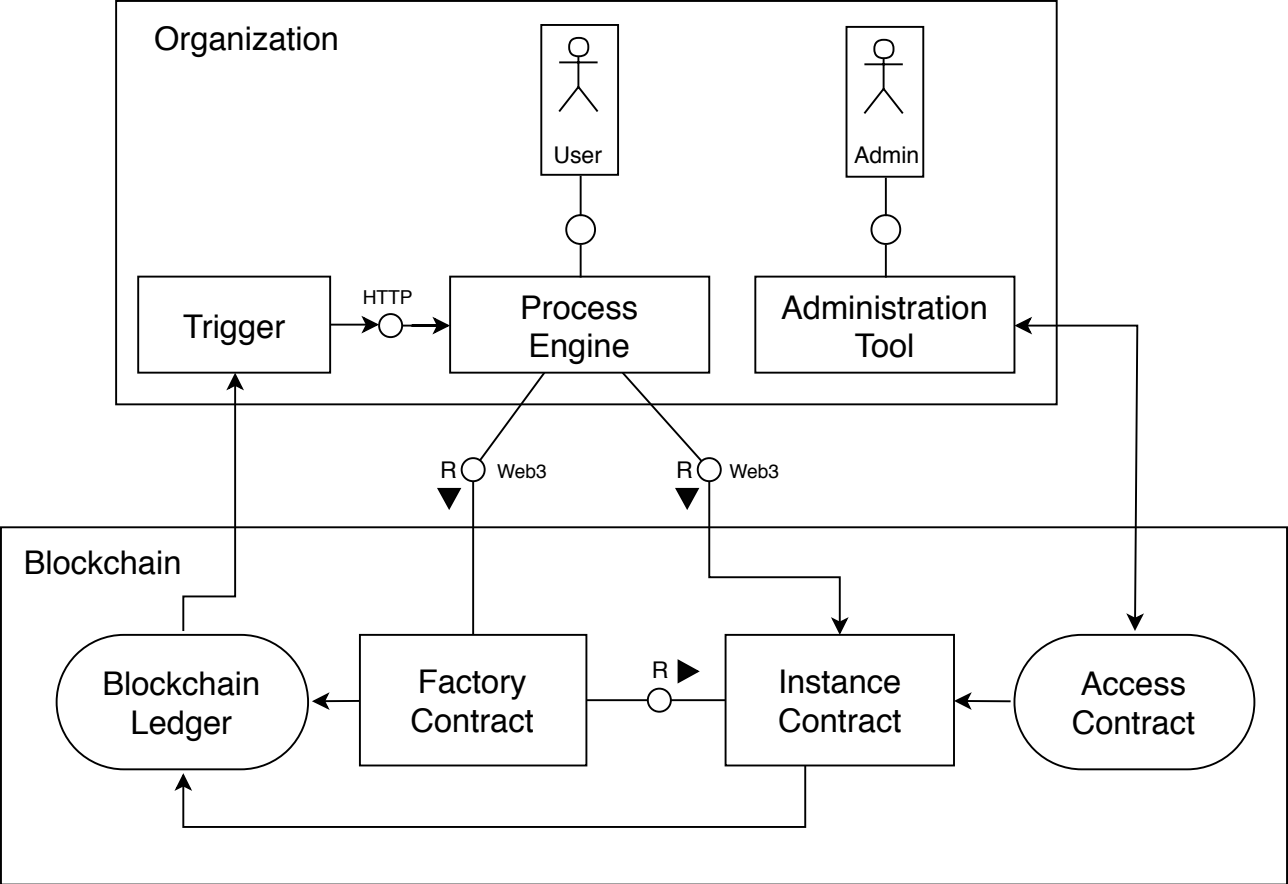 Organization
User
Admin
HTTP
Trigger
Process
Engine
Administration
Tool
R
Web3
R
Web3
Blockchain
Blockchain
Ledger
Factory
Contract
R
Instance
Contract
Access
Contract